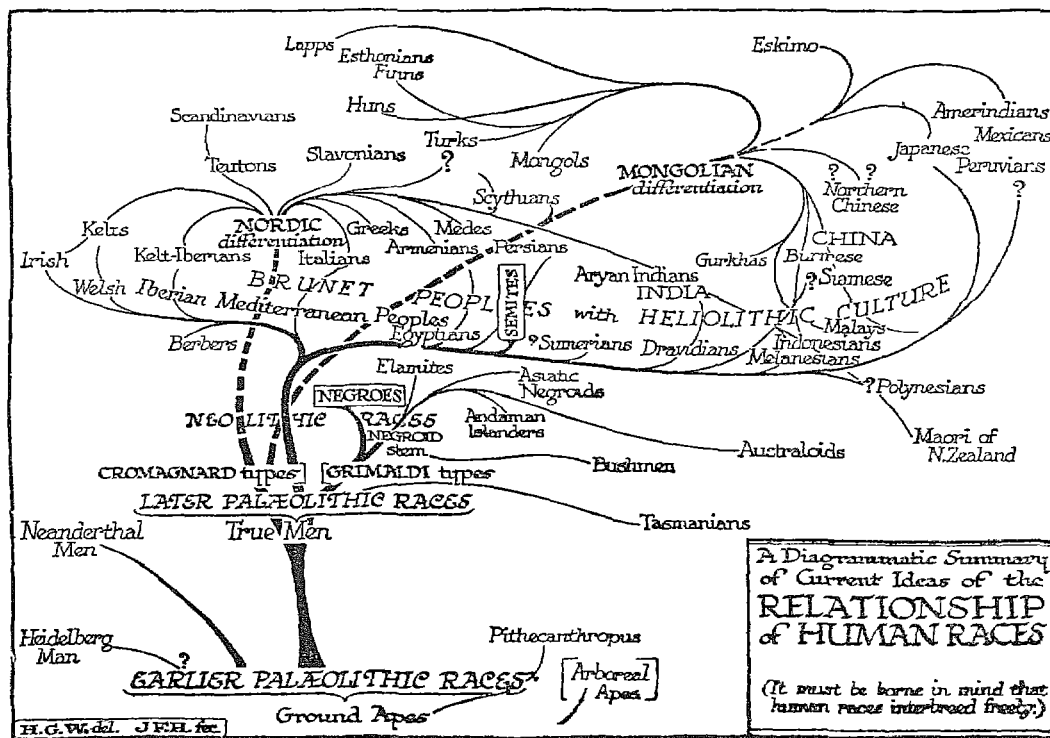 Lapps
Esthonians
Finns
Huns
Turks
?
Mongols
Eskimo
Amerindians
Mexicans
Japanese
Peruvians
?
Scandinavians
Teutons
Slavonians
Scythians
MONGOLIAN
differentiation
? ?
Northern
Chinese
Kelts
NORDIC
differentiation
Greeks
Medes
Irish
Kelt-Iberians
Italians
Armenians
Persians
CHINA
Gurkhas
Burmese
Aryan Indians
INDIA
? Siamese
Welsh
BRUNET PEOPLES with HELIOLITHIC CULTURE
Iberian Mediterranean Peoples
SEMITES
Malays
Berbers
Egyptians
?Sumerians
Dravidians
Indonesians
Melanesians
Elamites
Asiatic
Negroids
? Polynesians
NEGROES
NEOLITHIC RACES
NEGROID
stem
Andaman
Islanders
Australoids
Maori of
N.Zealand
CROMAGNARD types] [GRIMALDI types
Bushmen
LATER PALÆOLITHIC RACES
True Men
Tasmanians
Neanderthal
Men
Heidelberg
Man
?
Pithecanthropus
EARLIER PALÆOLITHIC RACES
Ground Apes
[Arboreal
Apes]
A Diagrammatic Summary
of Current Ideas of the
RELATIONSHIP
of HUMAN RACES
(It must be borne in mind that
human races interbreed freely.)
H.G.W. del. J.F.H. fec.